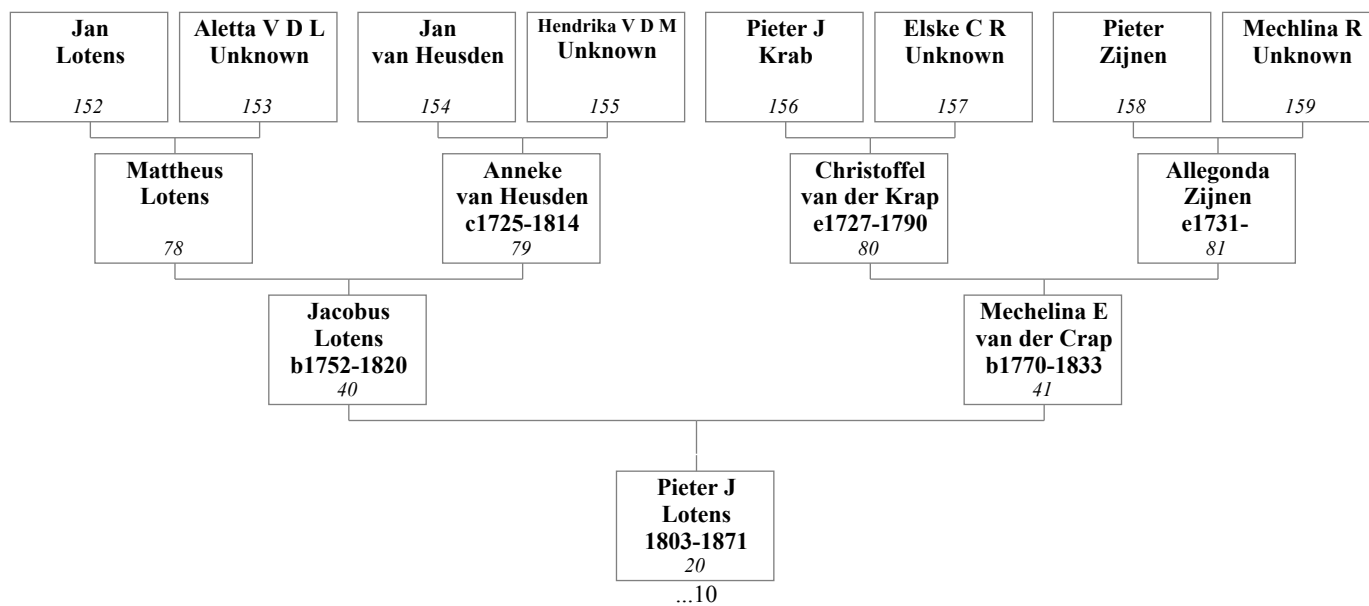 Jan
Lotens
152
Aletta V D L
Unknown
153
Jan
van Heusden
154
Hendrika V D M
Unknown
155
Pieter J
Krab
156
Elske C R
Unknown
157
Pieter
Zijnen
158
Mechlina R
Unknown
159
Mattheus
Lotens
78
Anneke
van Heusden
c1725-1814
79
Christoffel
van der Krap
e1727-1790
80
Allegonda
Zijnen
e1731-
81
Jacobus
Lotens
b1752-1820
40
Mechelina E
van der Crap
b1770-1833
41
Pieter J
Lotens
1803-1871
20
...10